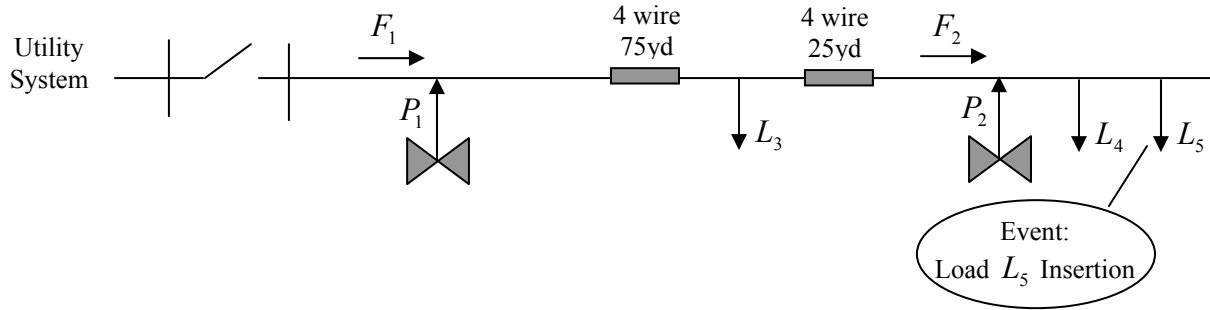 Utility
System
F₁
P₁
4 wire
75yd
L₃
4 wire
25yd
F₂
P₂
L₄
L₅
Event:
Load L₅ Insertion